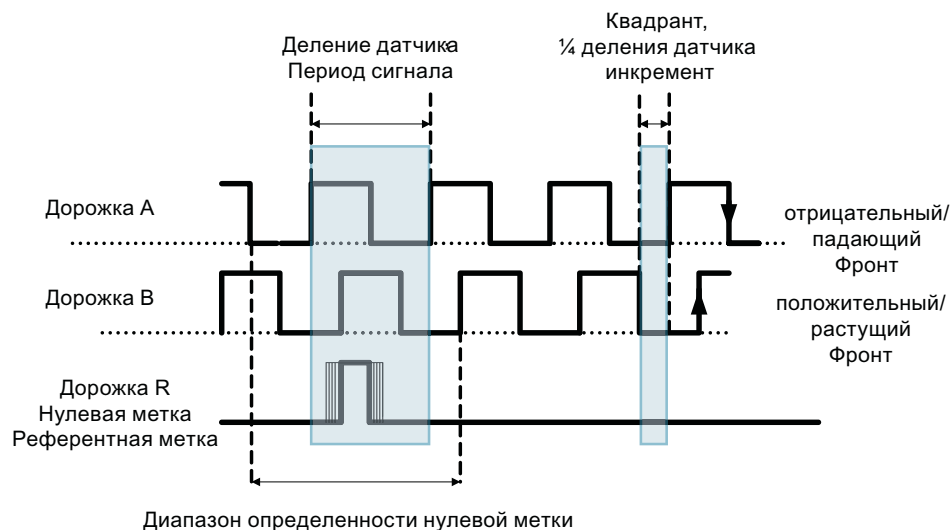 Деление датчика
Период сигнала
Квадрант,
¼ деления датчика
инкремент
Дорожка A
отрицательный/
падающий
Фронт
Дорожка B
положительный/
растущий
Фронт
Дорожка R
Нулевая метка
Референтная метка
Диапазон определенности нулевой метки